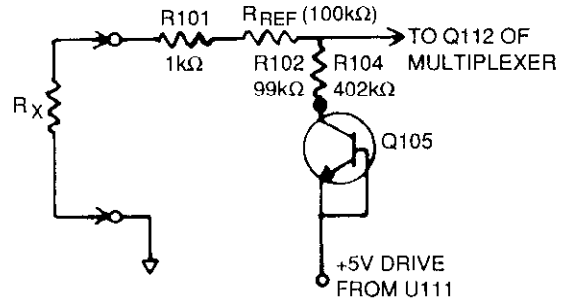 R101
1kΩ
RREF (100kΩ)
TO Q112 OF
MULTIPLEXER
R102
99kΩ
R104
402kΩ
RX
Q105
+5V DRIVE
FROM U111